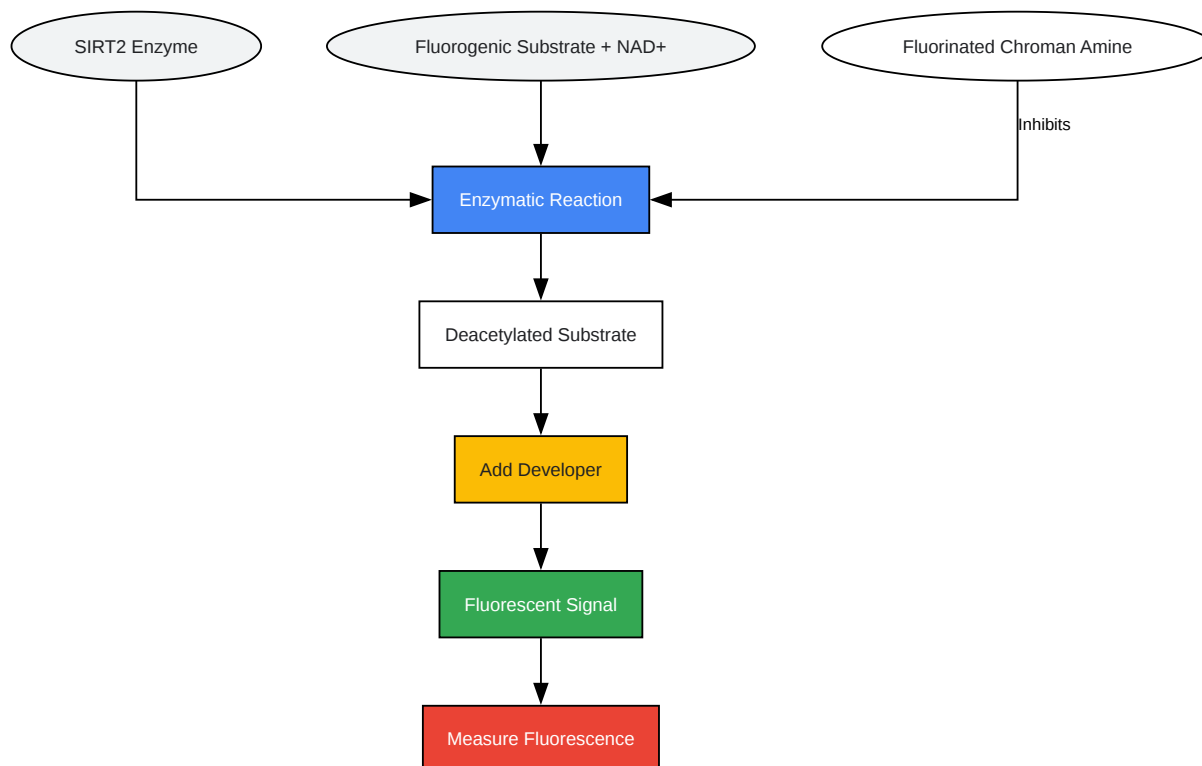 SIRT2 Enzyme
Fluorogenic Substrate + NAD+
Fluorinated Chroman Amine
Inhibits
Enzymatic Reaction
Deacetylated Substrate
Add Developer
Fluorescent Signal
Measure Fluorescence